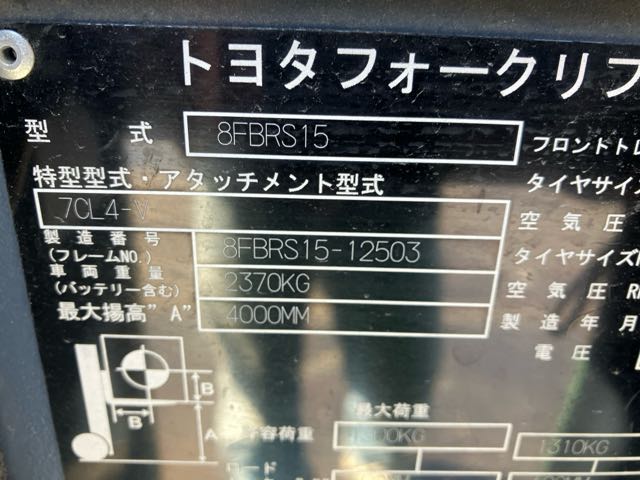 トヨタフォークリフ
型 式 8FBRS15 フロントトレ
特型型式・アタッチメント型式 タイヤサイズ
7CL4-V 空気圧 F
製造番号 8FBRS15-12503
(フレームNO.) タイヤサイズ
車両重量 2370KG
(バッテリー含む) 空気圧 R
最大揚高"A" 4000MM 製造年月
電圧
B
B
A
最大荷重
容荷重 1310KG
ロード